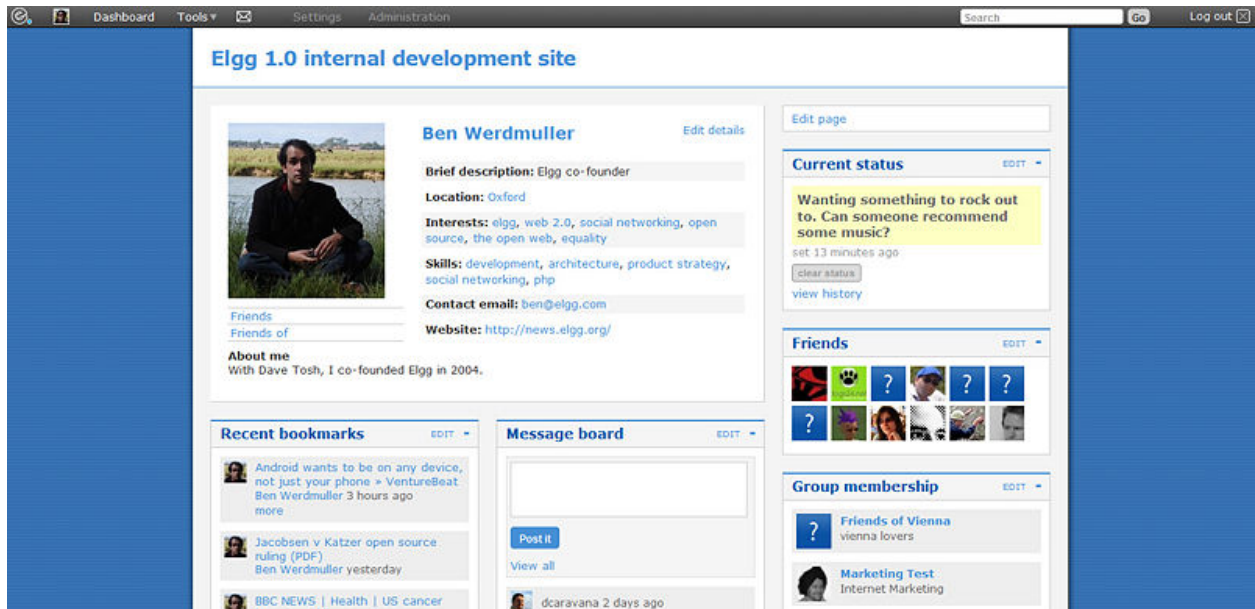 Dashboard Tools Settings Administration Search Go Log out
Elgg 1.0 internal development site
Ben Werdmuller Edit details
Brief description: Elgg co-founder
Location: Oxford
Interests: elgg, web 2.0, social networking, open
source, the open web, equality
Skills: development, architecture, product strategy,
social networking, php
Contact email: ben@elgg.com
Website: http://news.elgg.org/
Friends
Friends of
About me
With Dave Tosh, I co-founded Elgg in 2004.
Recent bookmarks EDIT
Android wants to be on any device,
not just your phone » VentureBeat
Ben Werdmuller 3 hours ago
more
Jacobsen v Katzer open source
ruling (PDF)
Ben Werdmuller yesterday
BBC NEWS | Health | US cancer
Message board EDIT
Post it
View all
dcaravana 2 days ago
Edit page
Current status EDIT
Wanting something to rock out
to. Can someone recommend
some music?
set 13 minutes ago
clear status
view history
Friends EDIT
? ? ?
?
Group membership EDIT
?
Friends of Vienna
vienna lovers
Marketing Test
Internet Marketing